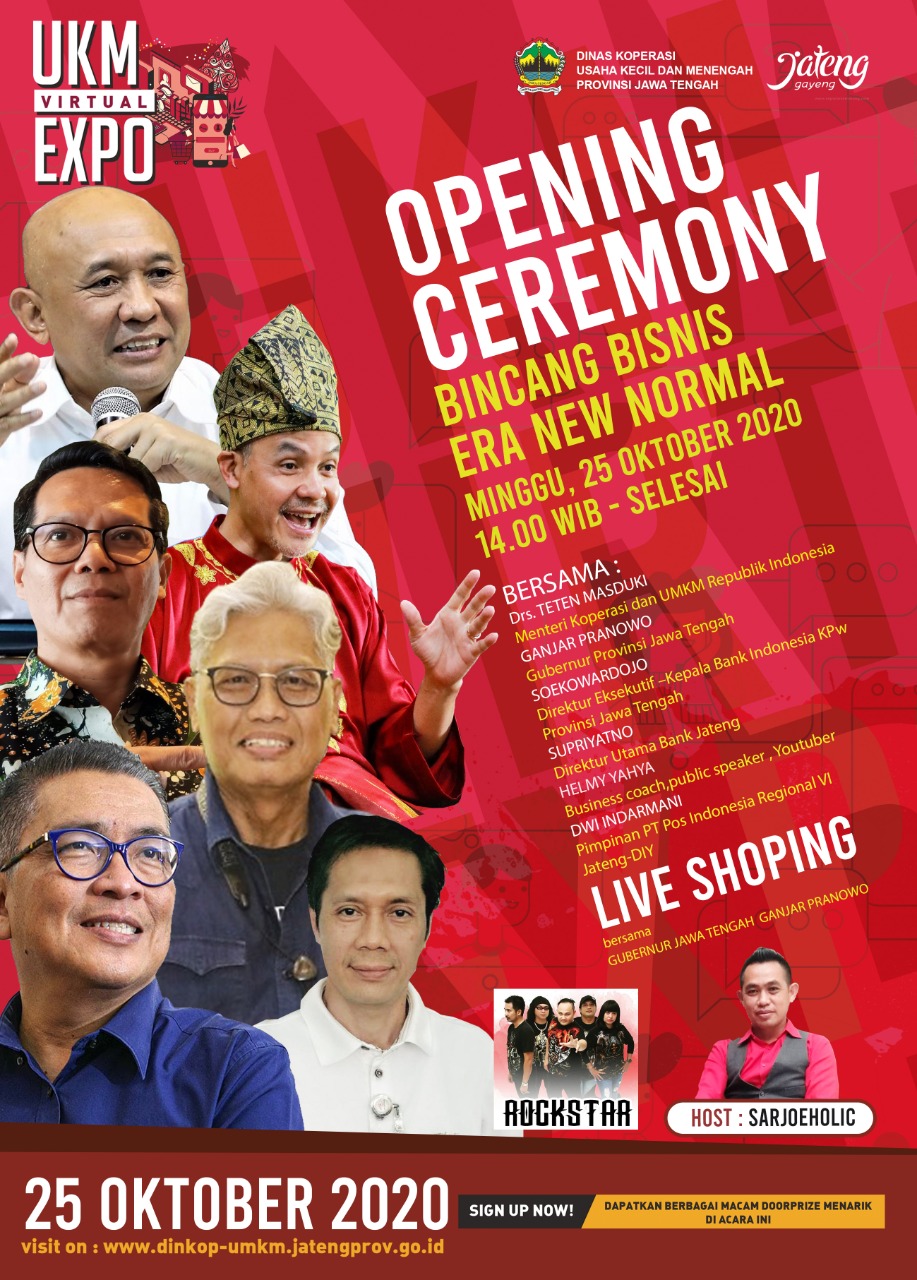 UKM
VIRTUAL
EXPO
DINAS KOPERASI
USAHA KECIL DAN MENENGAH
PROVINSI JAWA TENGAH
Jateng
gayeng
OPENING
CEREMONY
BINCANG BISNIS
ERA NEW NORMAL
MINGGU, 25 OKTOBER 2020
14.00 WIB - SELESAI
BERSAMA :
Drs. TETEN MASDUKI
Menteri Koperasi dan UMKM Republik Indonesia
GANJAR PRANOWO
Gubernur Provinsi Jawa Tengah
SOEKOWARDOJO
Direktur Eksekutif –Kepala Bank Indonesia KPw
Provinsi Jawa Tengah
SUPRIYATNO
Direktur Utama Bank Jateng
HELMY YAHYA
Business coach,public speaker , Youtuber
DWI INDARMANI
Pimpinan PT Pos Indonesia Regional VI
Jateng-DIY
LIVE SHOPING
bersama
GUBERNUR JAWA TENGAH GANJAR PRANOWO
ROCKSTAR
HOST : SARJOEHOLIC
25 OKTOBER 2020
SIGN UP NOW!
DAPATKAN BERBAGAI MACAM DOORPRIZE MENARIK
DI ACARA INI
visit on : www.dinkop-umkm.jatengprov.go.id